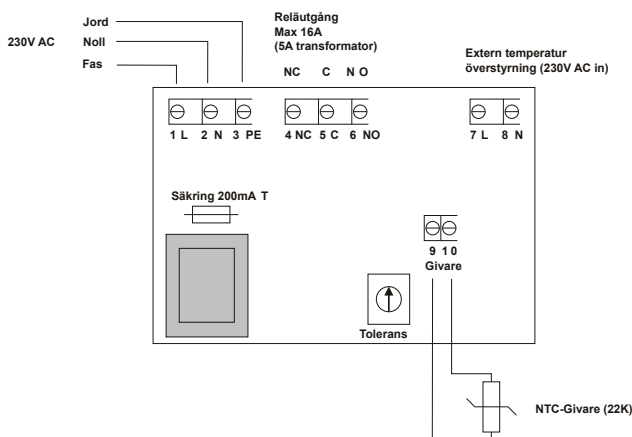 Jord
230V AC
Noll
Fas
Reläutgång
Max 16A
(5A transformator)
NC C N O
Extern temperatur
överstyrning (230V AC in)
1 L 2 N 3 PE
4 NC 5 C 6 NO
7 L 8 N
Säkring 200mA T
9 10
Givare
Tolerans
NTC-Givare (22K)